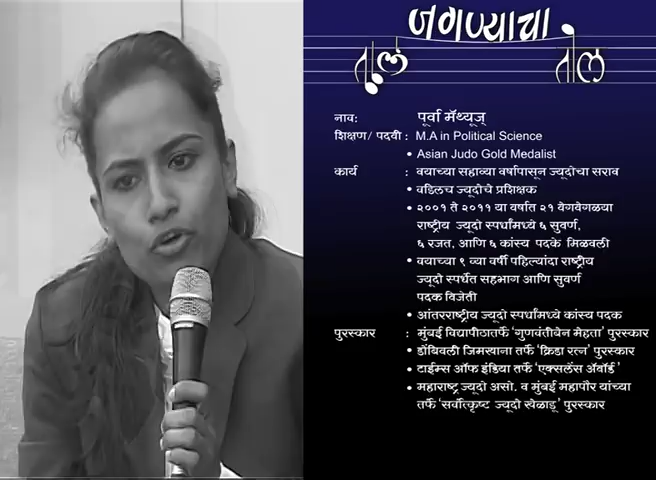 जगण्याचा
ताल तोल
नाव: पूर्वा मॅथ्यूज्
शिक्षण/ पदवी : M.A in Political Science
• Asian Judo Gold Medalist
कार्य : वयाच्या सहाव्या वर्षापासून ज्यूदोचा सराव
• वडिलच ज्यूदोचे प्रशिक्षक
• २००१ ते २०११ या वर्षात २१ वेगवेगळया
राष्ट्रीय ज्यूदो स्पर्धांमध्ये ६ सुवर्ण,
६ रजत, आणि ६ कांस्य पदके मिळवली
• वयाच्या ९ व्या वर्षी पहिल्यांदा राष्ट्रीय
ज्यूदो स्पर्धेत सहभाग आणि सुवर्ण
पदक विजेती
• आंतरराष्ट्रीय ज्यूदो स्पर्धांमध्ये कांस्य पदक
पुरस्कार : मुंबई विद्यापीठातर्फे ‘गुणवंतीबेन मेहता’ पुरस्कार
• डोंबिवली जिमखाना तर्फे ‘क्रिडा रत्न’ पुरस्कार
• टाईम्स ऑफ इंडिया तर्फे ‘एक्सलेंस ॲवॉर्ड’
• महाराष्ट्र ज्यूदो असो. व मुंबई महापौर यांच्या
तर्फे ‘सर्वोत्कृष्ट ज्यूदो खेळाडू’ पुरस्कार